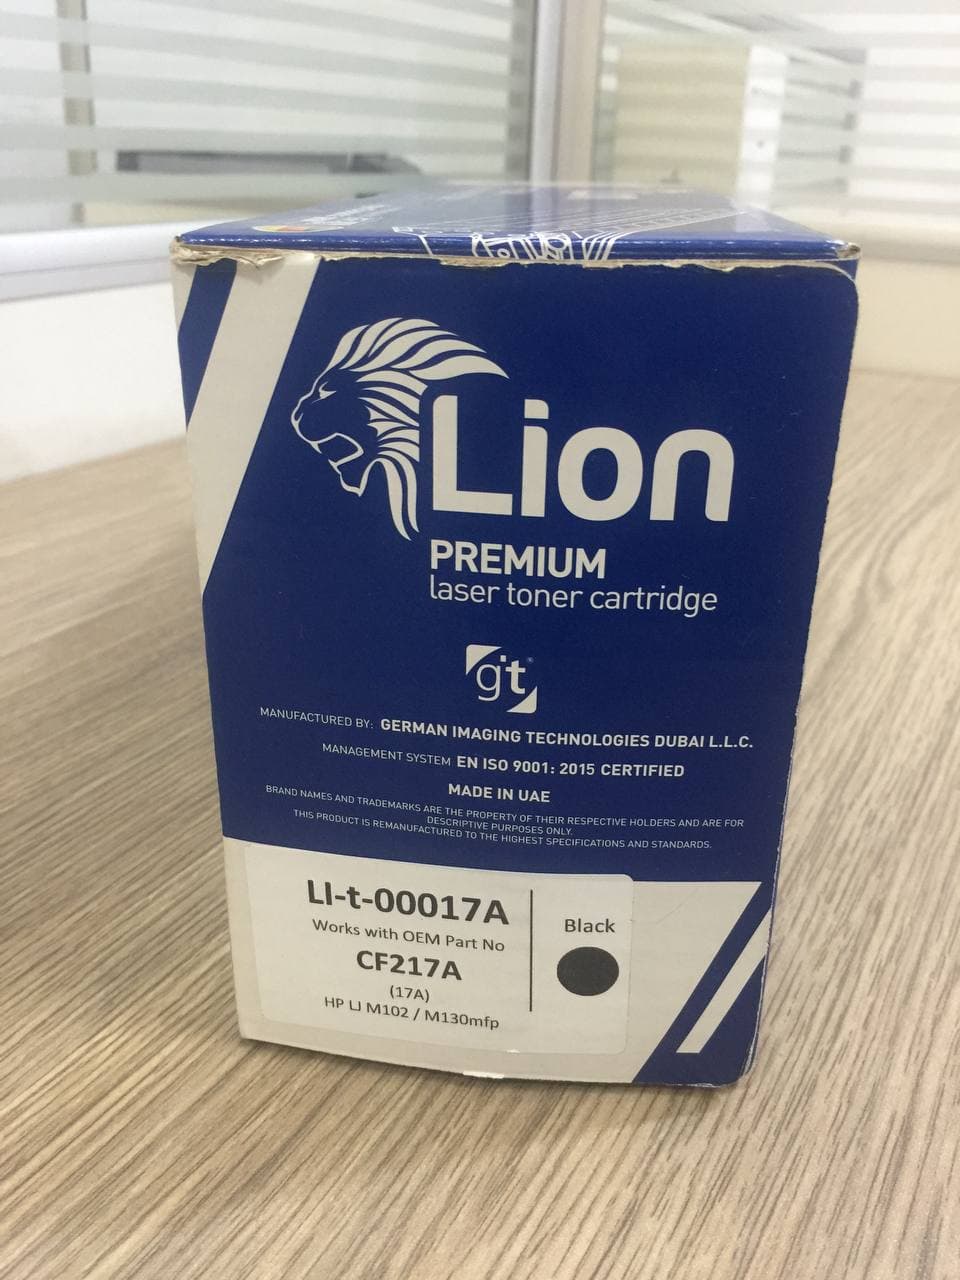 Lion
PREMIUM
laser toner cartridge
gt
MANUFACTURED BY: GERMAN IMAGING TECHNOLOGIES DUBAI L.L.C.
MANAGEMENT SYSTEM EN ISO 9001: 2015 CERTIFIED
MADE IN UAE
BRAND NAMES AND TRADEMARKS ARE THE PROPERTY OF THEIR RESPECTIVE HOLDERS AND ARE FOR
DESCRIPTIVE PURPOSES ONLY.
THIS PRODUCT IS REMANUFACTURED TO THE HIGHEST SPECIFICATIONS AND STANDARDS.
LI-t-00017A
Works with OEM Part No
CF217A
(17A)
HP LJ M102 / M130mfp
Black